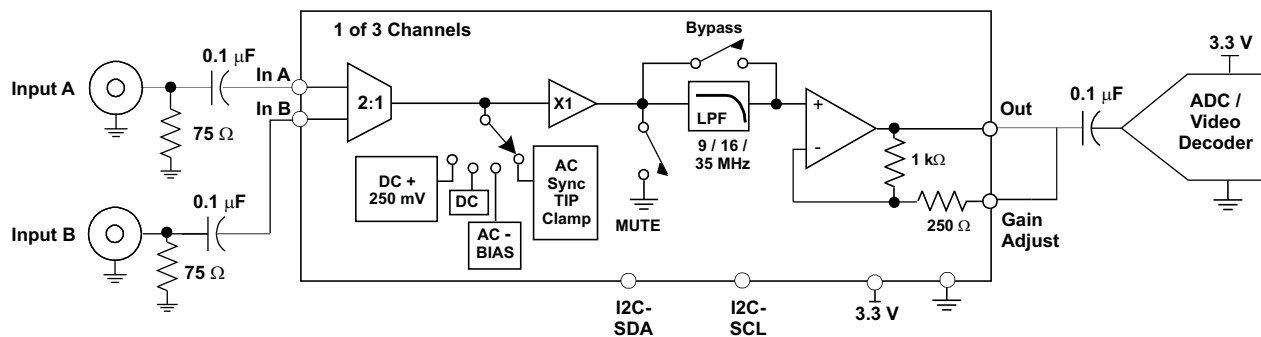 1 of 3 Channels
Bypass
3.3 V
0.1 μF
Input A
In A
In B
2:1
X1
LPF
+
-
Out
0.1 μF
ADC /
Video
Decoder
75 Ω
9 / 16 /
35 MHz
1 kΩ
DC +
250 mV
DC
AC -
BIAS
AC
Sync
TIP
Clamp
MUTE
250 Ω
Gain
Adjust
0.1 μF
Input B
75 Ω
I2C-
SDA
I2C-
SCL
3.3 V